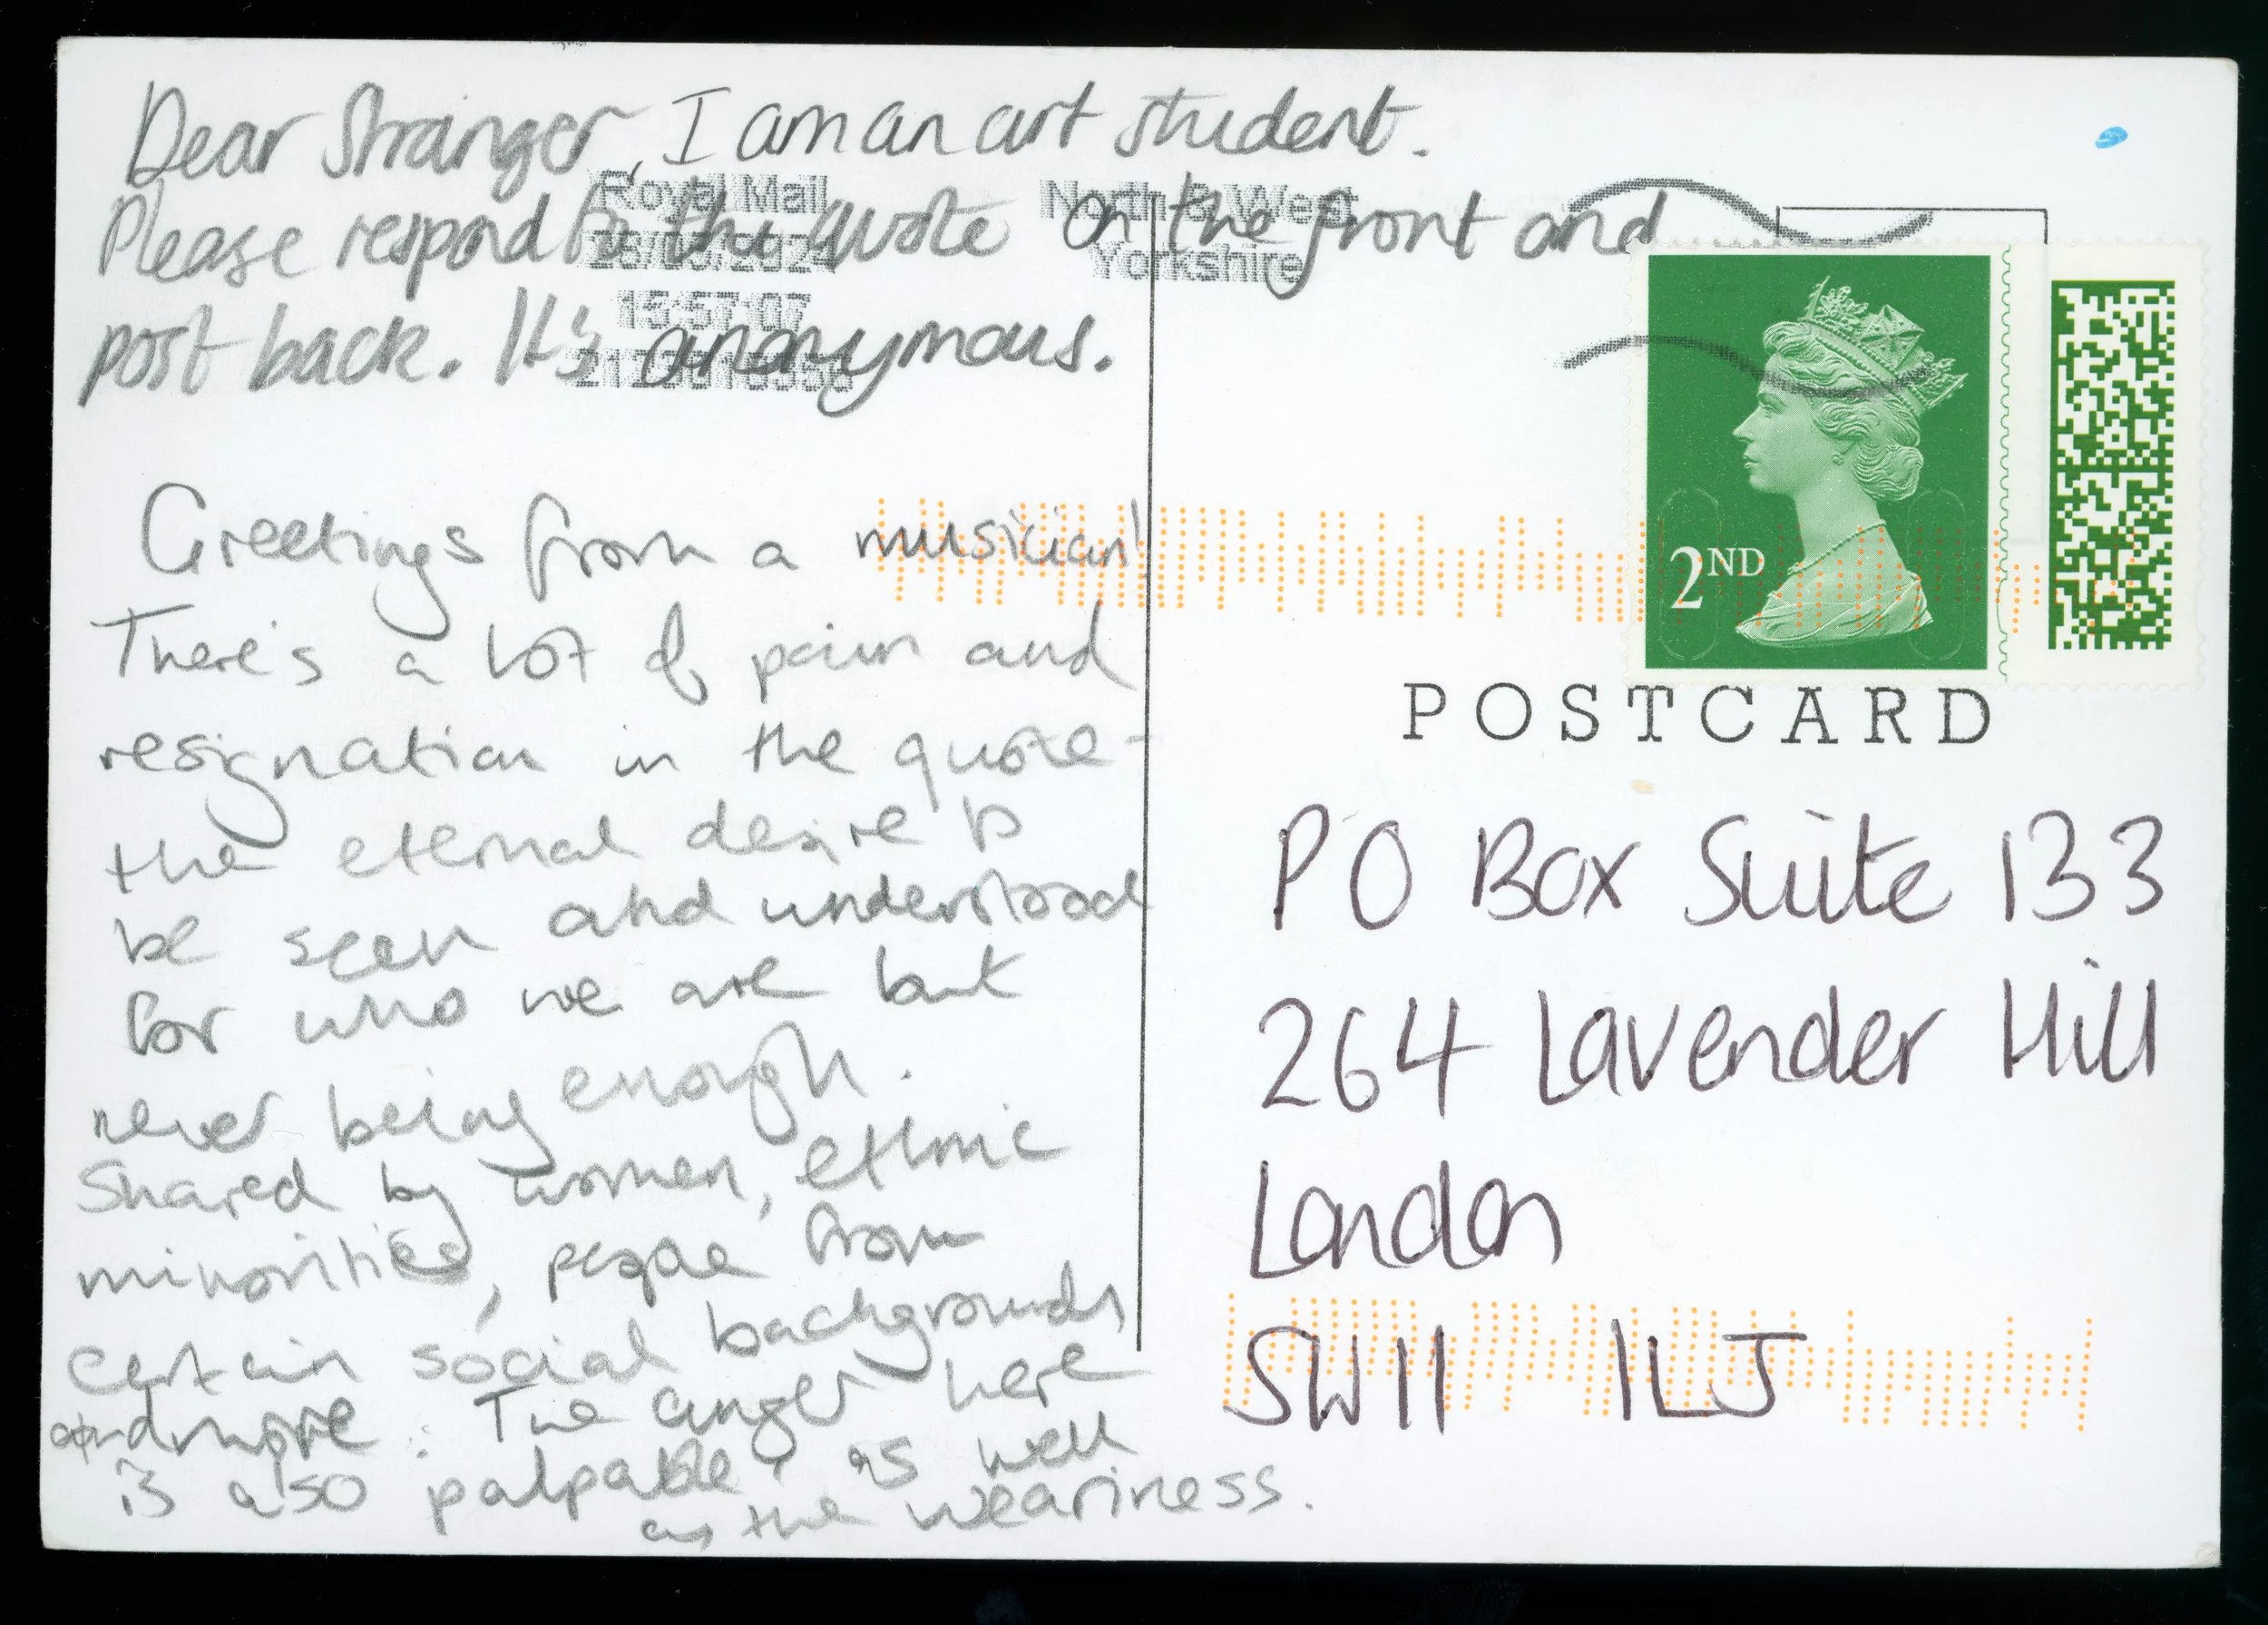 Dear Stranger, I am an art student.
Please respond to the quote on the front and
post back. It's anonymous.
Royal Mail
15:57:07
North & West
Yorkshire
Greetings from a musician!
There's a lot of pain and
resignation in the quote -
the eternal desire to
be seen and understood
for who we are but
never being enough.
Shared by women, ethnic
minorities, people from
certain social backgrounds
and more. The anger here
is also palpable, as well
as the weariness.
2ND
POSTCARD
PO Box Suite 133
264 Lavender Hill
London
SW11 1LJ